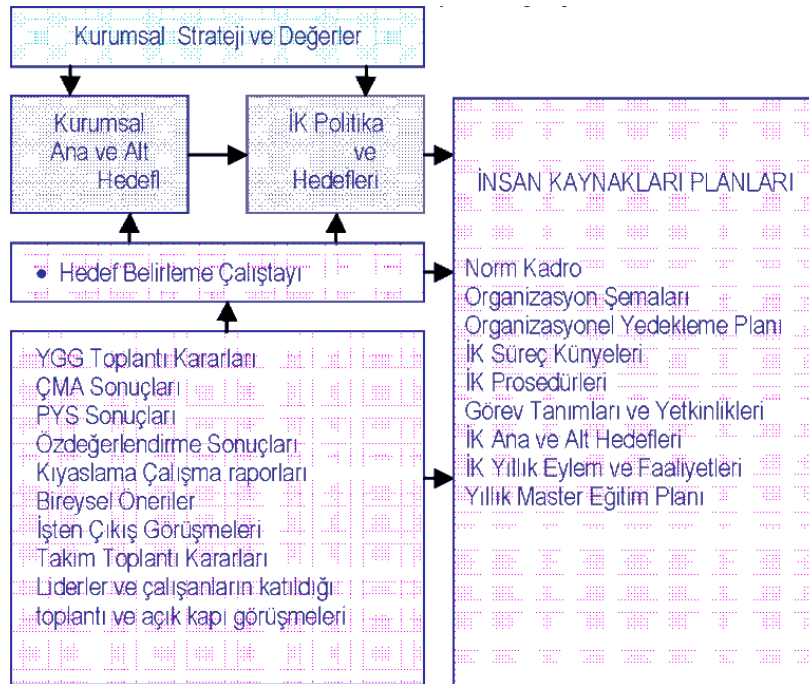 Kurumsal Strateji ve Değerler
Kurumsal
Ana ve Alt
Hedefl
İK Politika
ve
Hedefleri
• Hedef Belirleme Çalıştayı
YGG Toplantı Kararları
ÇMA Sonuçları
PYS Sonuçları
Özdeğerlendirme Sonuçları
Kıyaslama Çalışma raporları
Bireysel Öneriler
İşten Çıkış Görüşmeleri
Takım Toplantı Kararları
Liderler ve çalışanların katıldığı
toplantı ve açık kapı görüşmeleri
İNSAN KAYNAKLARI PLANLARI
Norm Kadro
Organizasyon Şemaları
Organizasyonel Yedekleme Planı
İK Süreç Künyeleri
İK Prosedürleri
Görev Tanımları ve Yetkinlikleri
İK Ana ve Alt Hedefleri
İK Yıllık Eylem ve Faaliyetleri
Yıllık Master Eğitim Planı